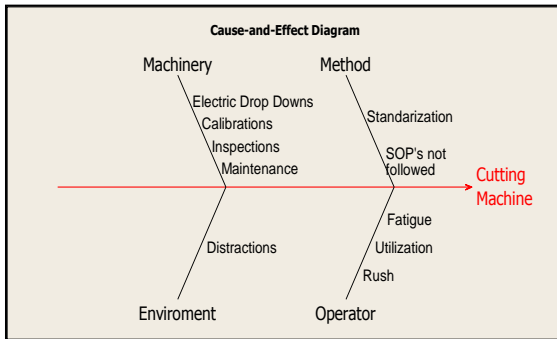 Cause-and-Effect Diagram
Machinery
Method
Electric Drop Downs
Calibrations
Inspections
Maintenance
Standarization
SOP's not
followed
Cutting
Machine
Distractions
Fatigue
Utilization
Rush
Enviroment
Operator